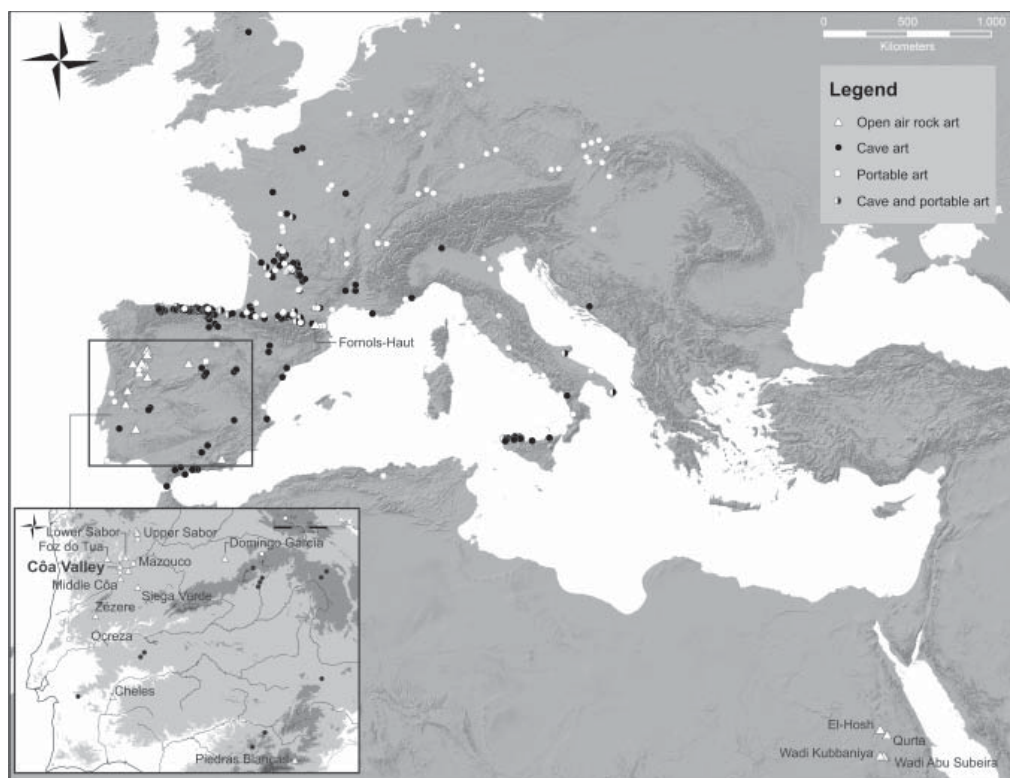 0 500 1.000
Kilometers
Legend
Open air rock art
Cave art
Portable art
Cave and portable art
Fornols-Haut
Lower Sabor
Upper Sabor
Foz do Tua
Domingo García
Côa Valley
Mazouco
Middle Côa
Siega Verde
Zêzere
Ocreza
Cheles
Piedras Blancas
El-Hosh
Qurta
Wadi Kubbaniya
Wadi Abu Subeira